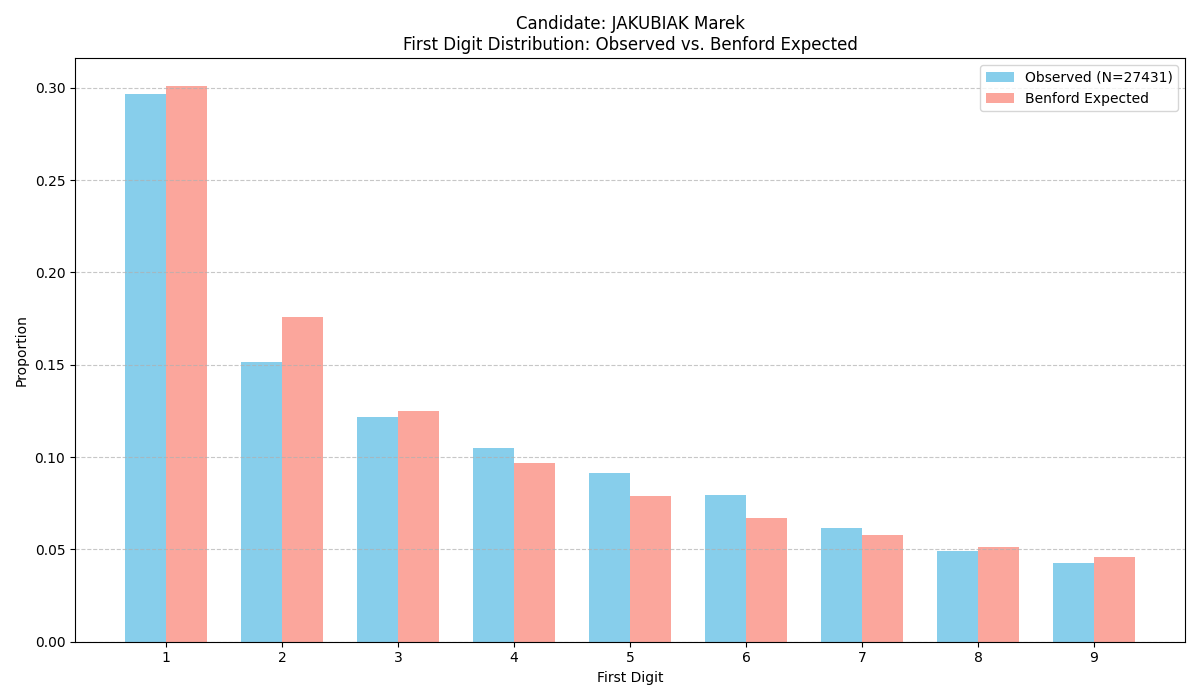 Candidate: JAKUBIAK Marek
First Digit Distribution: Observed vs. Benford Expected
Observed (N=27431)
Benford Expected
Proportion
0.30
0.25
0.20
0.15
0.10
0.05
0.00
1 2 3 4 5 6 7 8 9
First Digit